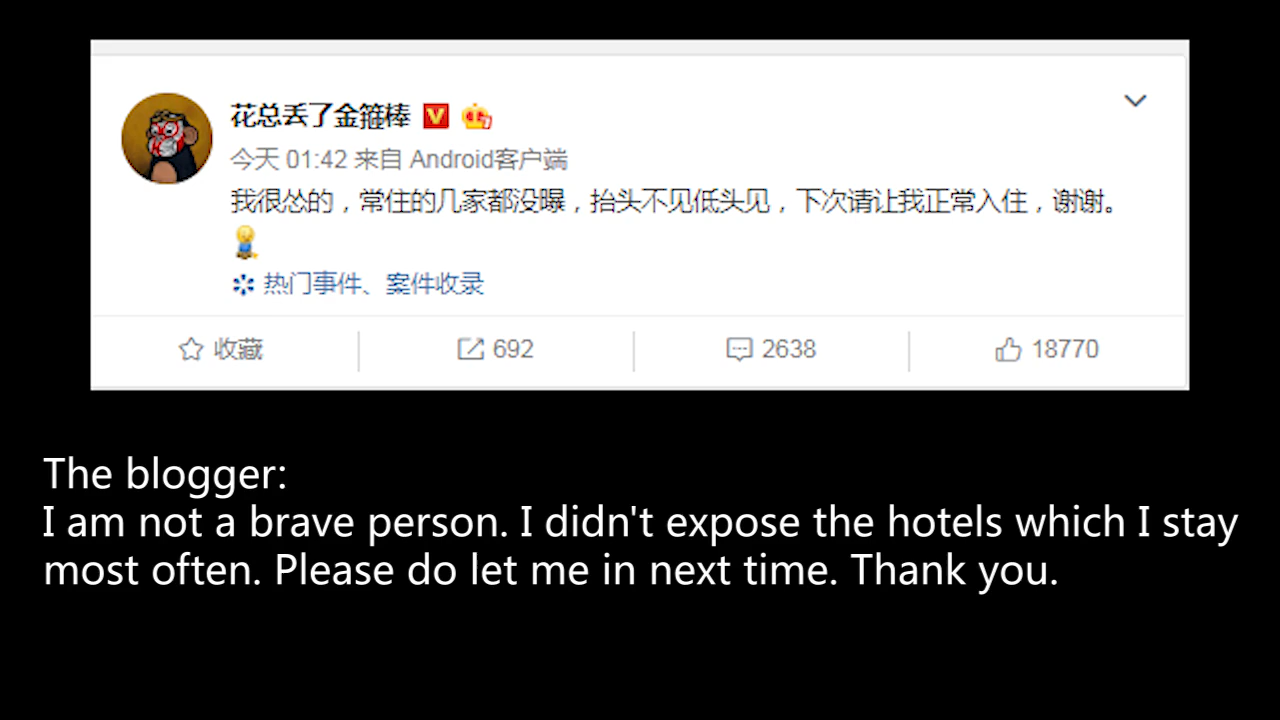 花总丢了金箍棒 V
今天 01:42 来自 Android客户端
我很怂的，常住的几家都没曝，抬头不见低头见，下次请让我正常入住，谢谢。
热门事件、案件收录
收藏 692 2638 18770
The blogger:
I am not a brave person. I didn't expose the hotels which I stay
most often. Please do let me in next time. Thank you.